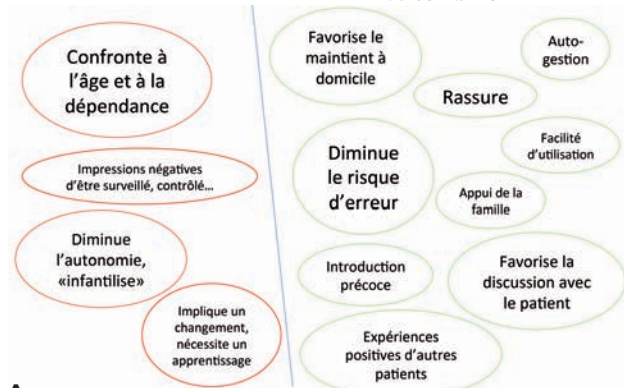 Confronte à
l'âge et à la
dépendance
Impressions négatives
d'être surveillé, contrôlé...
Diminue
l'autonomie,
«infantilise»
Implique un
changement,
nécessite un
apprentissage
Favorise le
maintient à
domicile
Auto-
gestion
Rassure
Diminue
le risque
d'erreur
Facilité
d'utilisation
Appui de la
famille
Introduction
précoce
Favorise la
discussion avec
le patient
Expériences
positives d'autres
patients